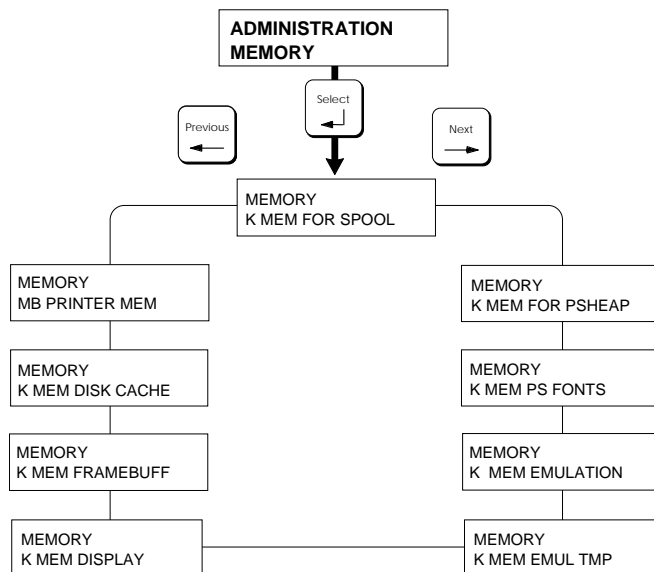 ADMINISTRATION
MEMORY
Select
Previous
Next
MEMORY
K MEM FOR SPOOL
MEMORY
MB PRINTER MEM
MEMORY
K MEM FOR PSHEAP
MEMORY
K MEM DISK CACHE
MEMORY
K MEM PS FONTS
MEMORY
K MEM FRAMEBUFF
MEMORY
K MEM EMULATION
MEMORY
K MEM DISPLAY
MEMORY
K MEM EMUL TMP